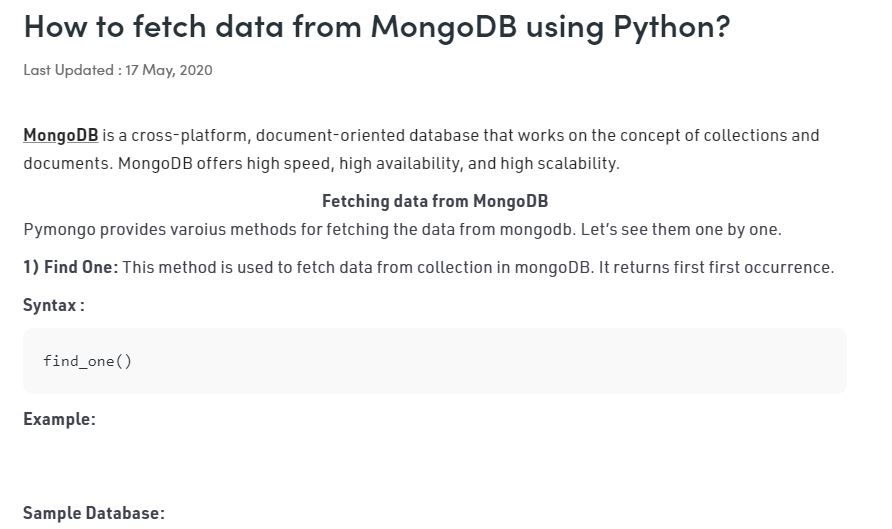 How to fetch data from MongoDB using Python?
Last Updated : 17 May, 2020
MongoDB is a cross-platform, document-oriented database that works on the concept of collections and
documents. MongoDB offers high speed, high availability, and high scalability.
Fetching data from MongoDB
Pymongo provides varoius methods for fetching the data from mongodb. Let's see them one by one.
1) Find One: This method is used to fetch data from collection in mongoDB. It returns first first occurrence.
Syntax :
find_one()
Example:
Sample Database: